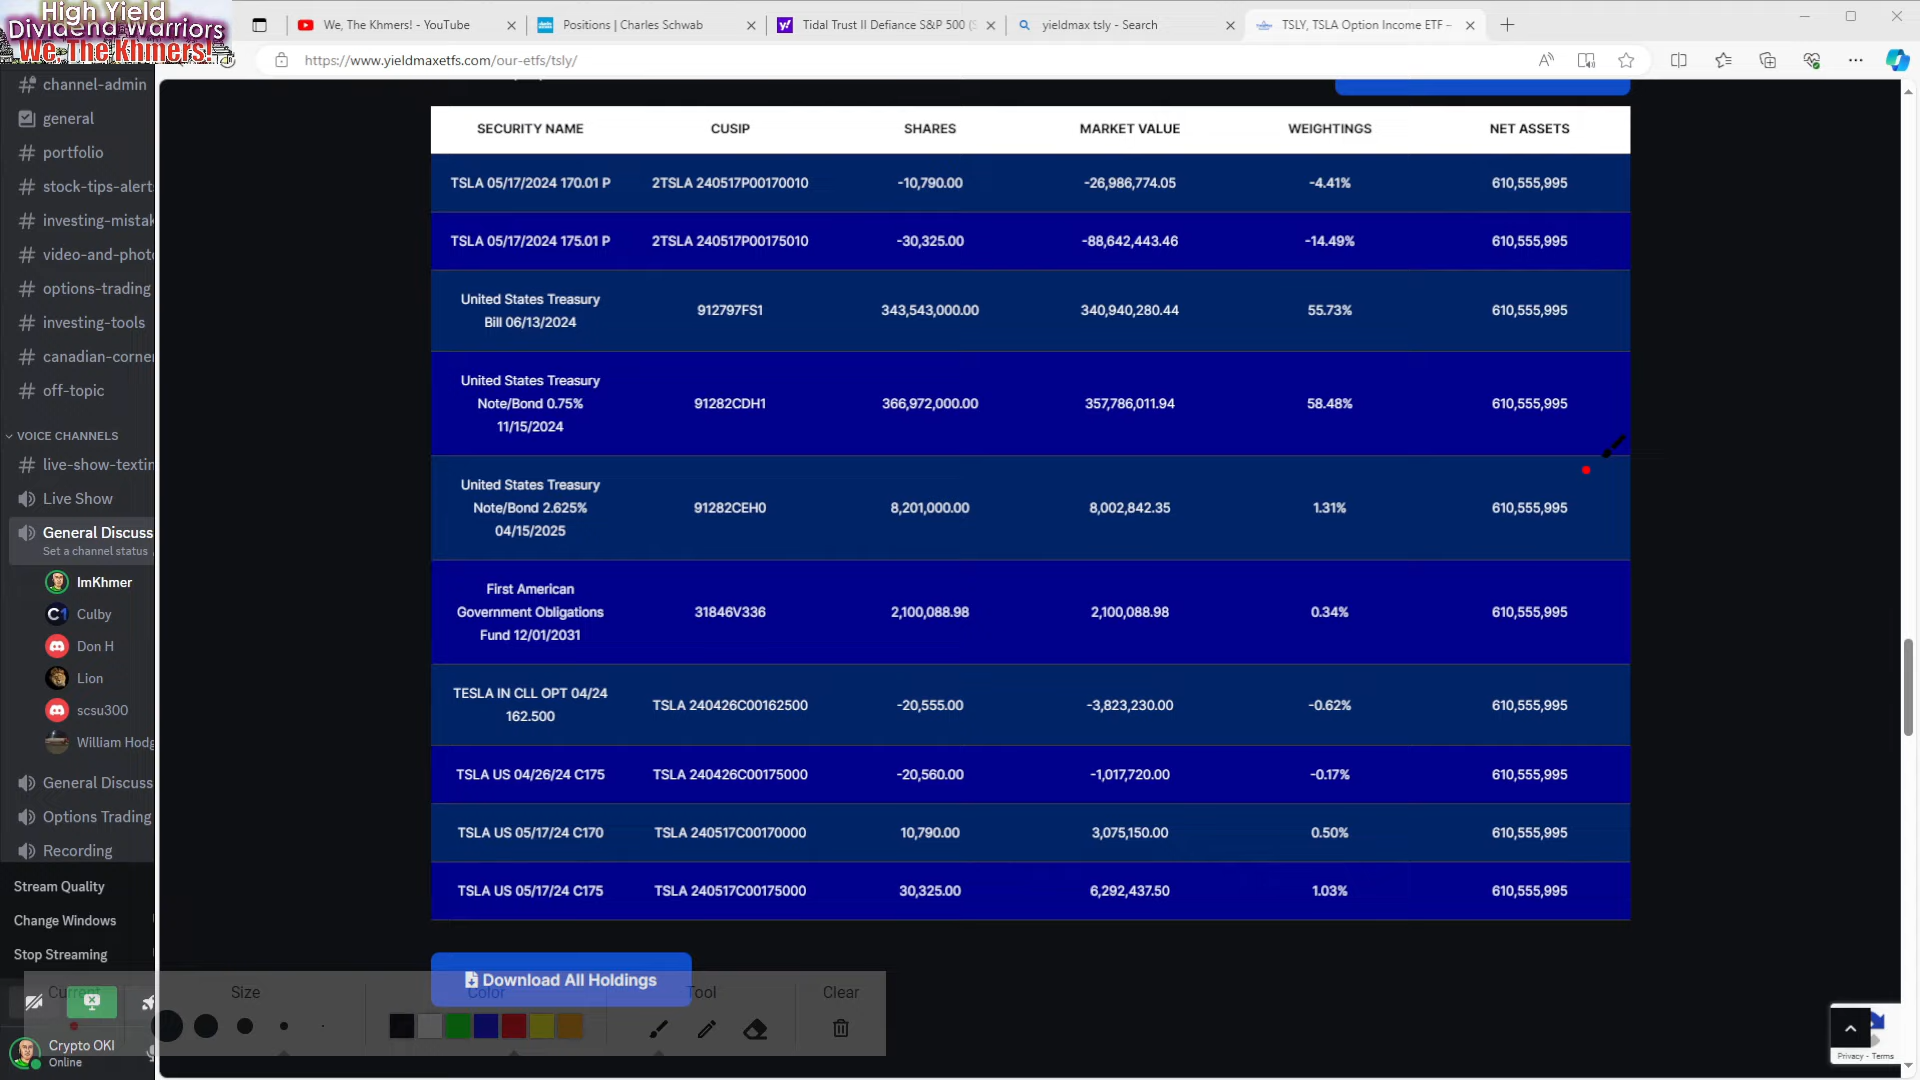 High Yield
Dividend Warriors
We The Khmers!
We, The Khmers! - YouTube
Positions | Charles Schwab
Tidal Trust II Defiance S&P 500 (S
yieldmax tsly - Search
TSLY, TSLA Option Income ETF –
https://www.yieldmaxetfs.com/our-etfs/tsly/
channel-admin
general
portfolio
stock-tips-alert
investing-mistak
video-and-photo
options-trading
investing-tools
canadian-corner
off-topic
VOICE CHANNELS
live-show-textin
Live Show
General Discuss
Set a channel status
ImKhmer
C1 Culby
Don H
Lion
scsu300
William Hodg
General Discuss
Options Trading
Recording
Stream Quality
Change Windows
Stop Streaming
Crypto OKI
Online
SECURITY NAME CUSIP SHARES MARKET VALUE WEIGHTINGS NET ASSETS
TSLA 05/17/2024 170.01 P 2TSLA 240517P00170010 -10,790.00 -26,986,774.05 -4.41% 610,555,995
TSLA 05/17/2024 175.01 P 2TSLA 240517P00175010 -30,325.00 -88,642,443.46 -14.49% 610,555,995
United States Treasury
Bill 06/13/2024 912797FS1 343,543,000.00 340,940,280.44 55.73% 610,555,995
United States Treasury
Note/Bond 0.75% 91282CDH1 366,972,000.00 357,786,011.94 58.48% 610,555,995
11/15/2024
United States Treasury
Note/Bond 2.625% 91282CEH0 8,201,000.00 8,002,842.35 1.31% 610,555,995
04/15/2025
First American
Government Obligations 31846V336 2,100,088.98 2,100,088.98 0.34% 610,555,995
Fund 12/01/2031
TESLA IN CLL OPT 04/24
162.500 TSLA 240426C00162500 -20,555.00 -3,823,230.00 -0.62% 610,555,995
TSLA US 04/26/24 C175 TSLA 240426C00175000 -20,560.00 -1,017,720.00 -0.17% 610,555,995
TSLA US 05/17/24 C170 TSLA 240517C00170000 10,790.00 3,075,150.00 0.50% 610,555,995
TSLA US 05/17/24 C175 TSLA 240517C00175000 30,325.00 6,292,437.50 1.03% 610,555,995
Download All Holdings
Current Size Color Tool Clear
Privacy - Terms